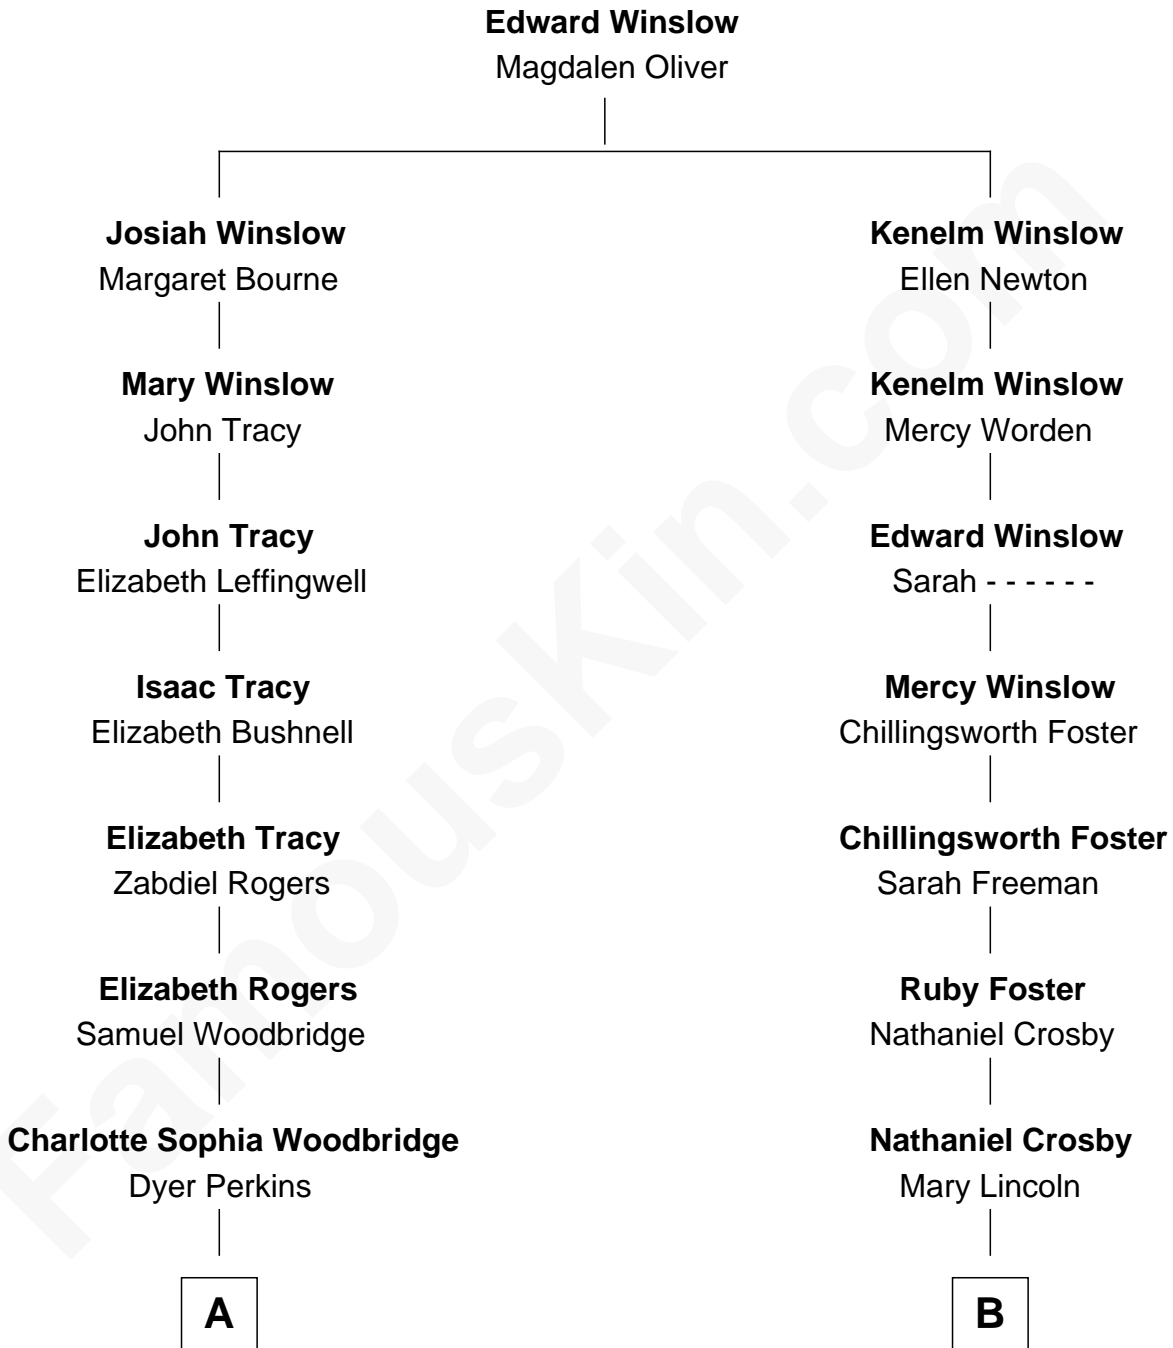 Edward Winslow
Magdalen Oliver
Josiah Winslow
Margaret Bourne
Kenelm Winslow
Ellen Newton
Mary Winslow
John Tracy
Kenelm Winslow
Mercy Worden
John Tracy
Elizabeth Leffingwell
Edward Winslow
Sarah - - - - - -
Isaac Tracy
Elizabeth Bushnell
Mercy Winslow
Chillingsworth Foster
Elizabeth Tracy
Zabdiel Rogers
Chillingsworth Foster
Sarah Freeman
Elizabeth Rogers
Samuel Woodbridge
Ruby Foster
Nathaniel Crosby
Charlotte Sophia Woodbridge
Dyer Perkins
Nathaniel Crosby
Mary Lincoln
A
B
FamousKin.com